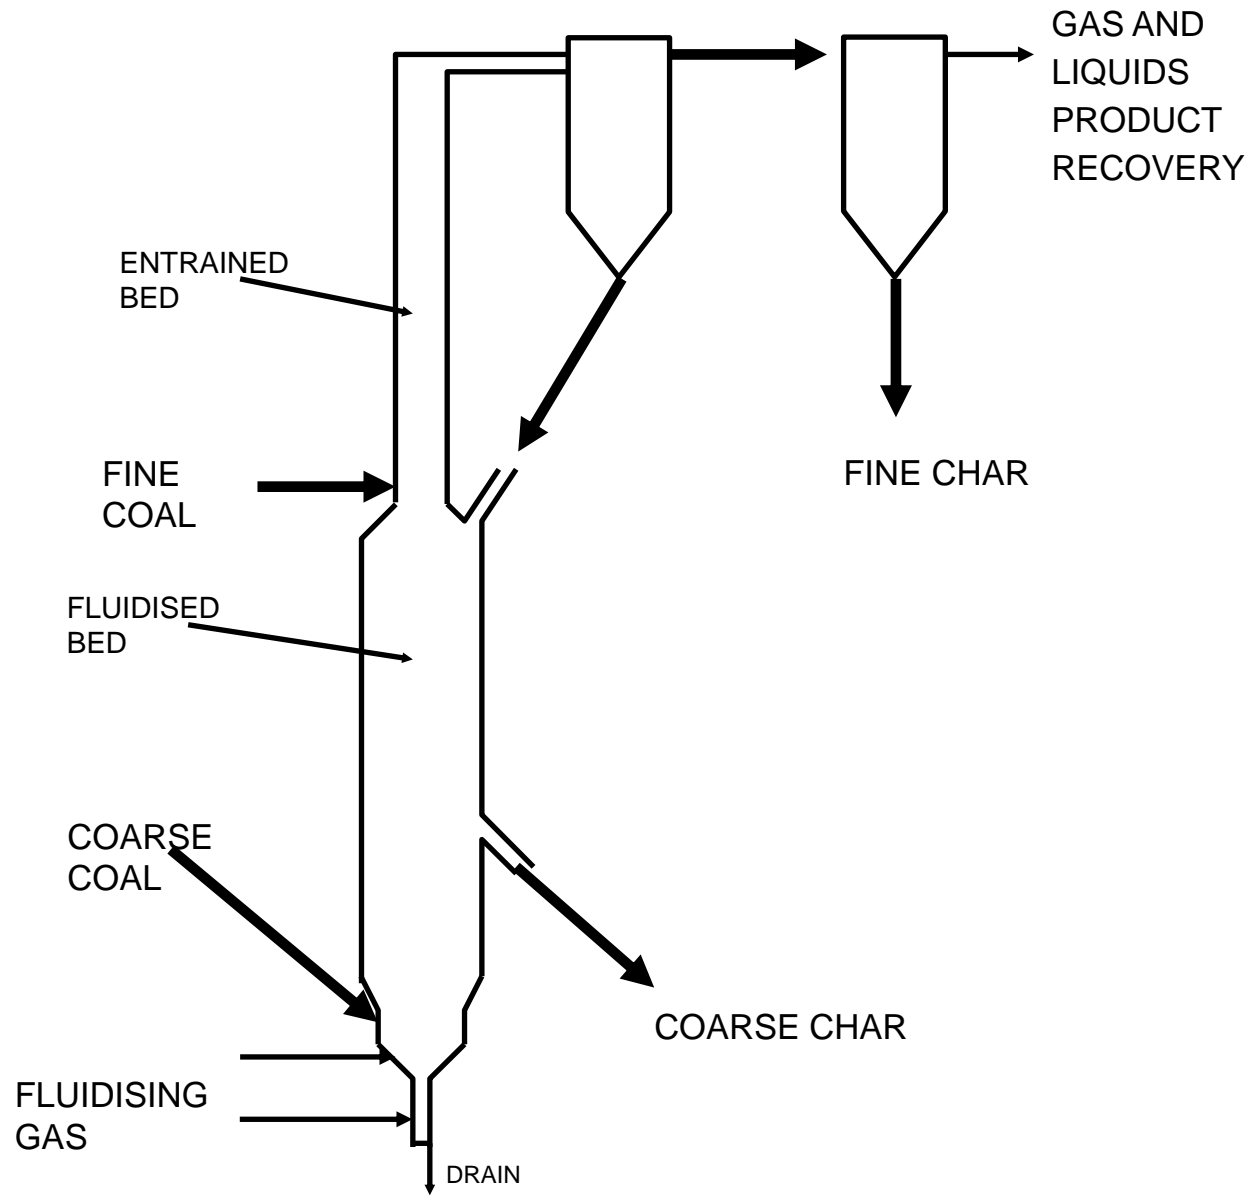 GAS AND
LIQUIDS
PRODUCT
RECOVERY
ENTRAINED
BED
FINE
COAL
FINE CHAR
FLUIDISED
BED
COARSE
COAL
COARSE CHAR
FLUIDISING
GAS
DRAIN